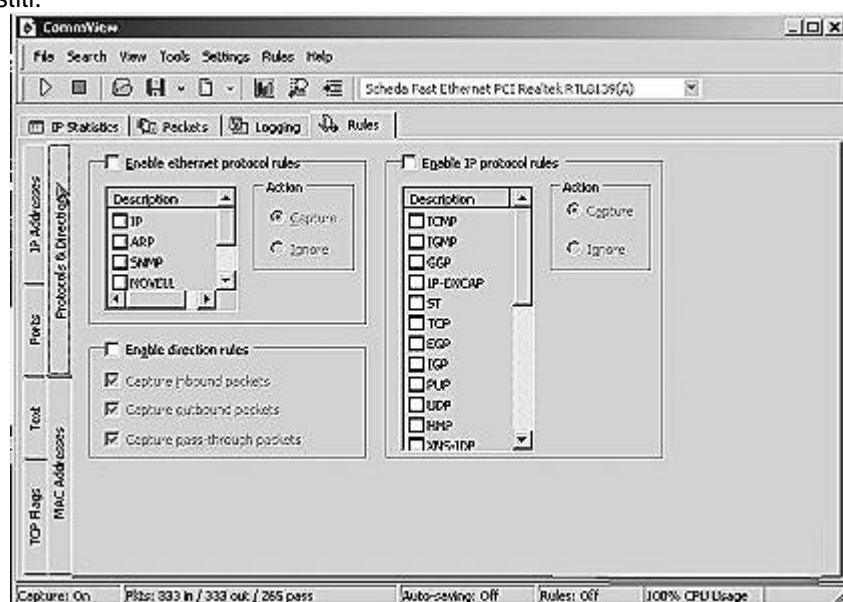 CommView
File Search View Tools Settings Rules Help
Scheda Fast Ethernet PCI Realtek RTL8139(A)
IP Statistics Packets Logging Rules
IP Addresses
Ports
Text
TCP Flags
Protocols & Direction
MAC Addresses
Enable ethernet protocol rules
Description
IP
ARP
SNMP
NOVELL
Action
Capture
Ignore
Enable direction rules
Capture inbound packets
Capture outbound packets
Capture pass-through packets
Enable IP protocol rules
Description
ICMP
IGMP
GGP
IP-ENCAP
ST
TCP
EGP
IGP
PUP
UDP
HMP
XNS-IDP
Action
Capture
Ignore
Capture: On Pkts: 333 in / 333 out / 265 pass Auto-saving: Off Rules: Off 100% CPU Usage